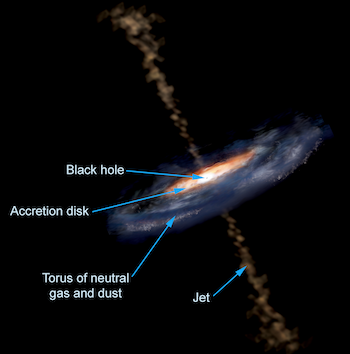 Black hole
Accretion disk
Torus of neutral
gas and dust
Jet